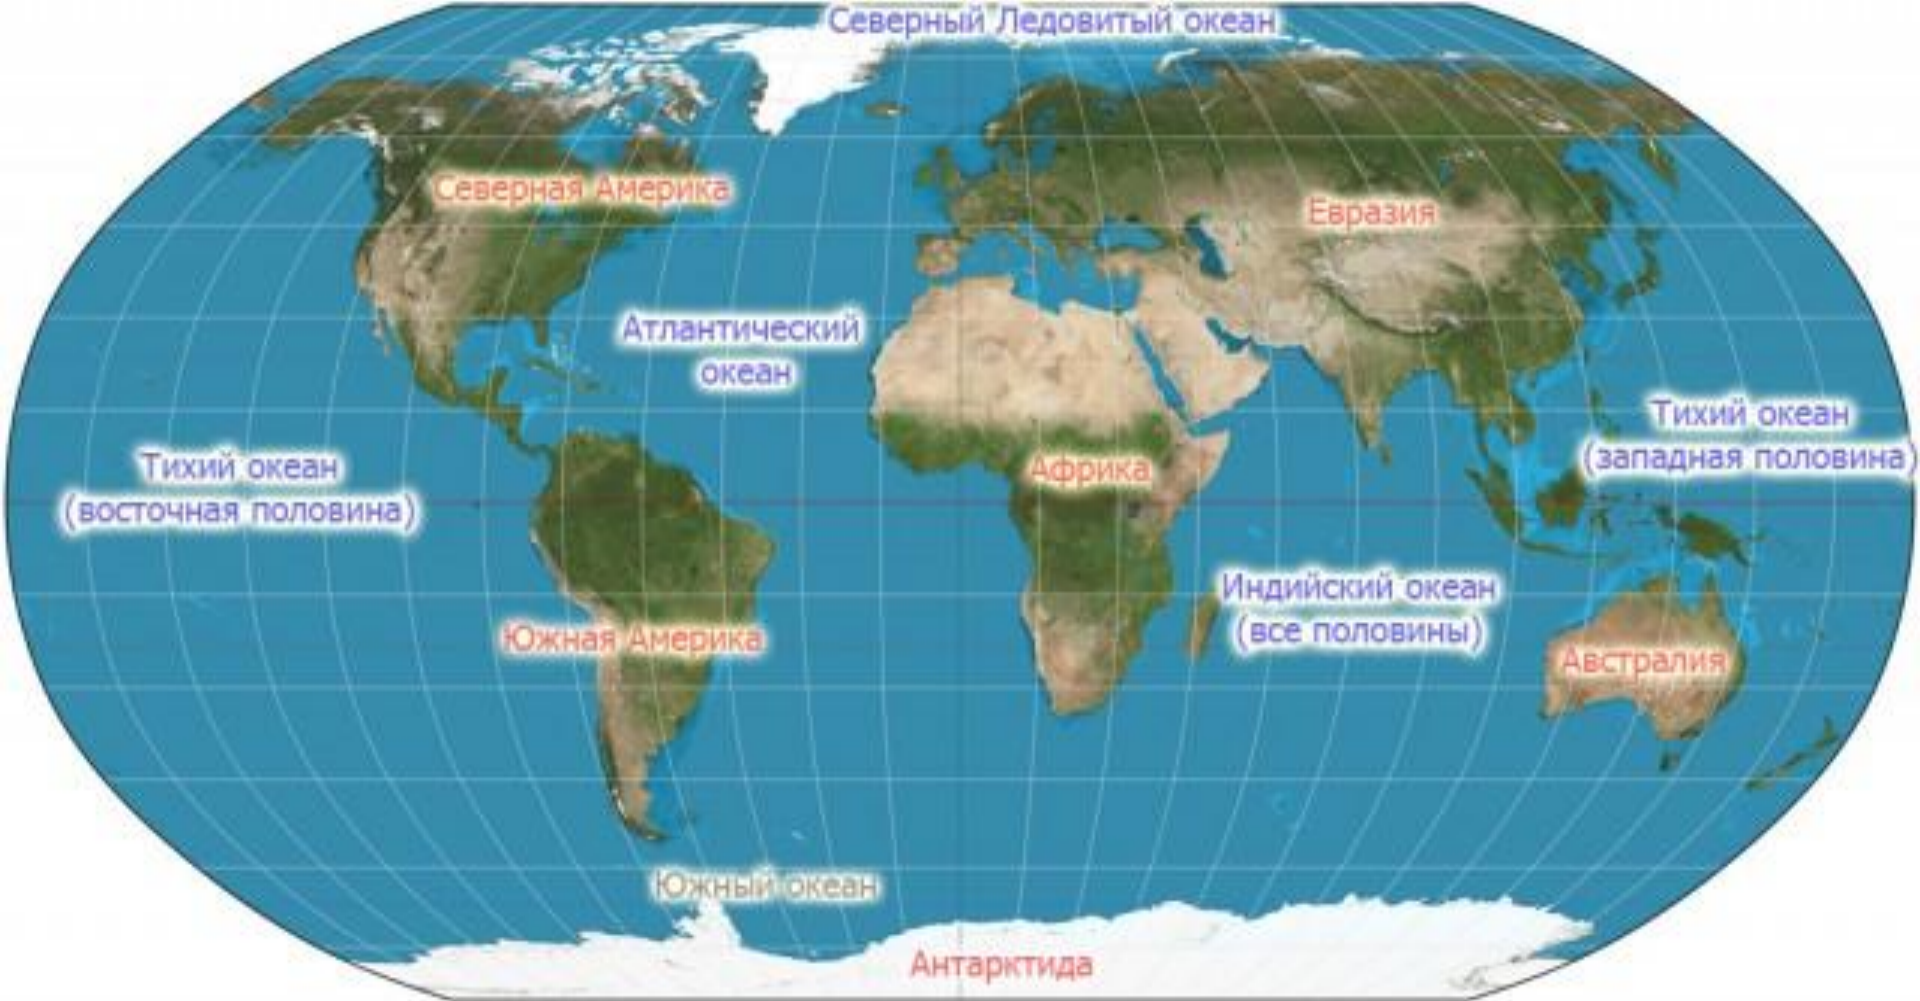 Северный Ледовитый океан
Северная Америка
Евразия
Атлантический
океан
Тихий океан
(западная половина)
Тихий океан
(восточная половина)
Африка
Индийский океан
(все половины)
Южная Америка
Австралия
Южный океан
Антарктида